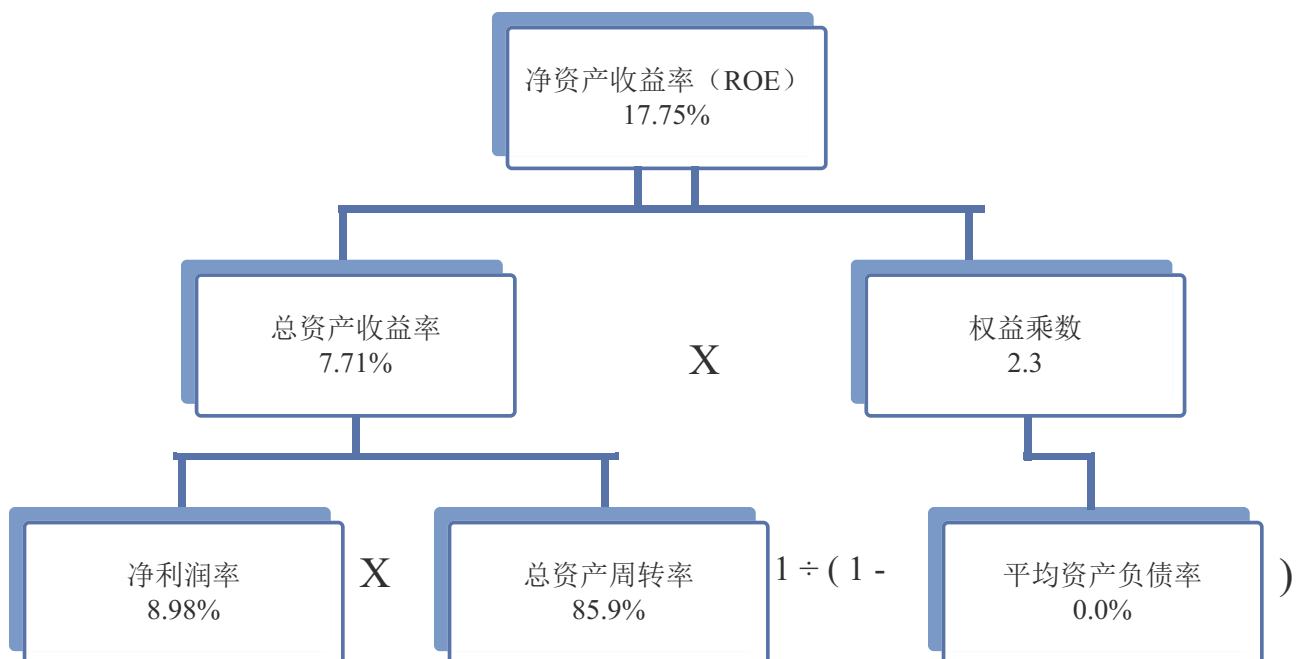 净资产收益率（ROE）
17.75%
总资产收益率
7.71%
X
权益乘数
2.3
净利润率
8.98%
X
总资产周转率
85.9%
1 ÷ ( 1 -
平均资产负债率
0.0%
)